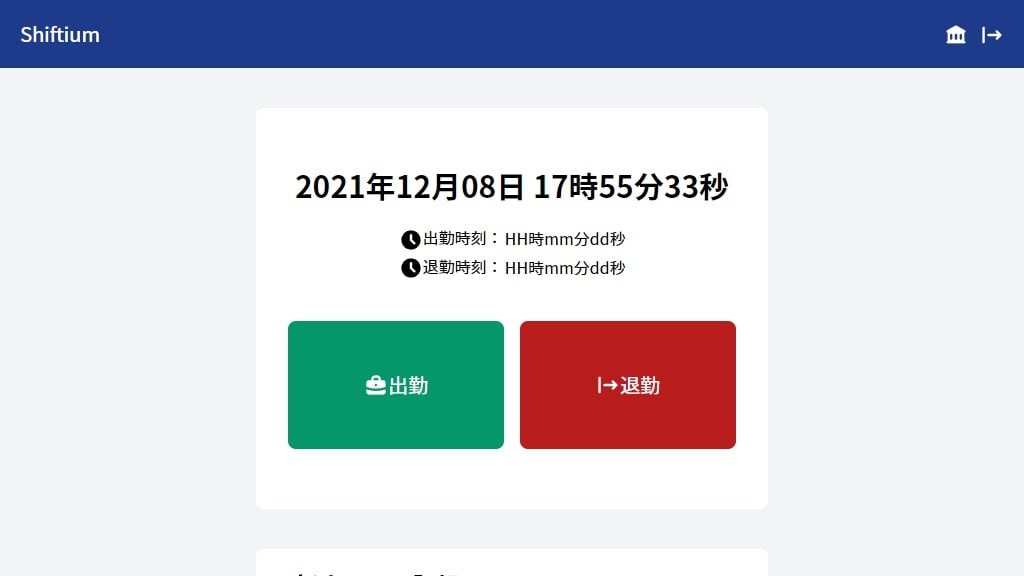 Shiftium
2021年12月08日 17時55分33秒
出勤時刻： HH時mm分dd秒
退勤時刻： HH時mm分dd秒
出勤
退勤